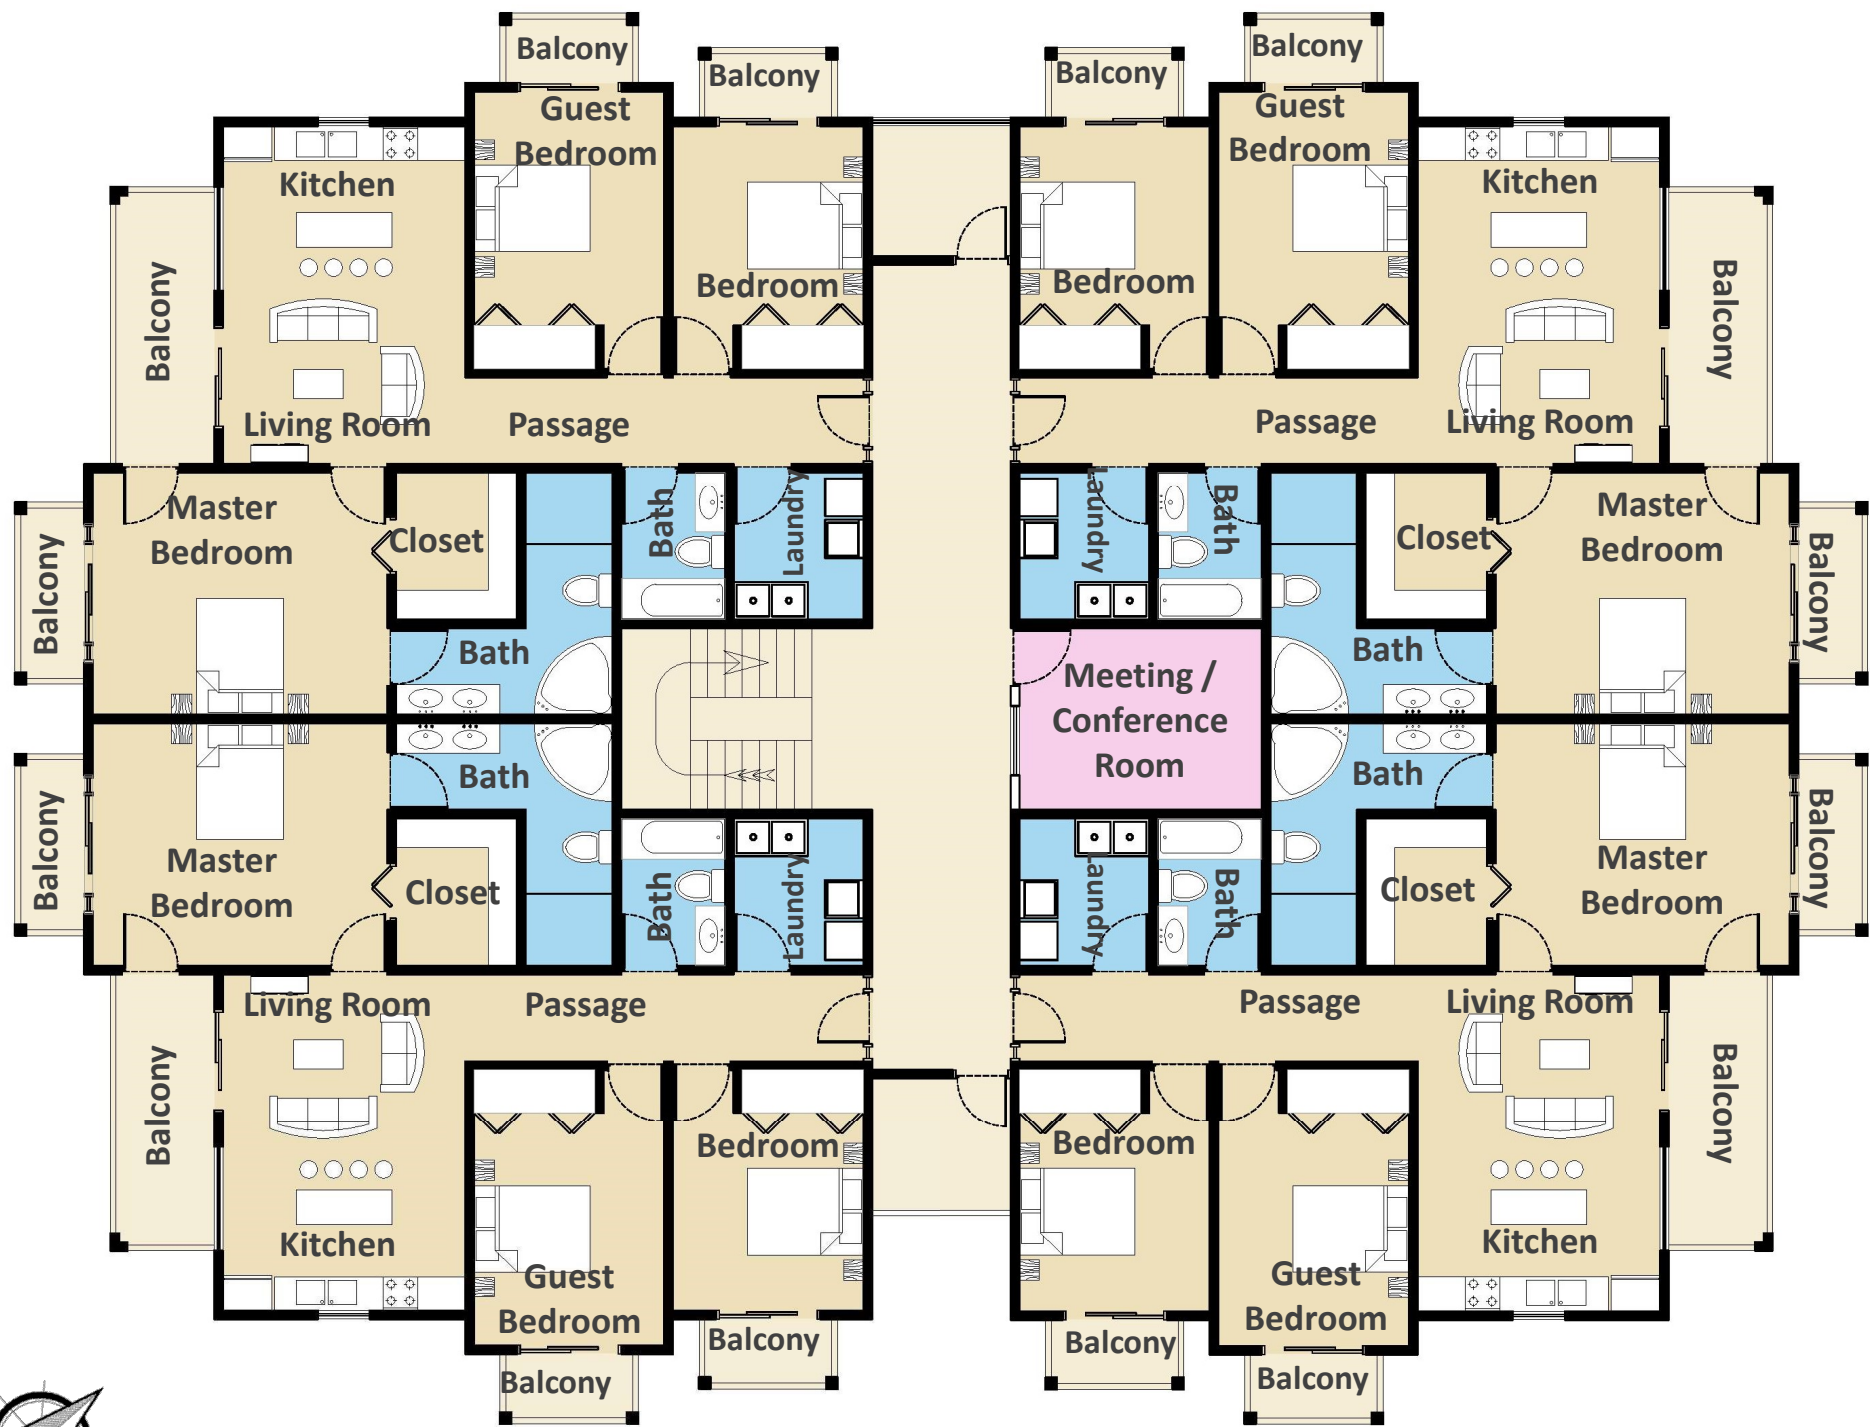 Balcony
Balcony
Balcony
Balcony
Guest
Bedroom
Guest
Bedroom
Kitchen
Kitchen
Balcony
Bedroom
Bedroom
Balcony
Living Room
Passage
Passage
Living Room
Master
Bedroom
Closet
Bath
Laundry
Laundry
Bath
Closet
Master
Bedroom
Balcony
Balcony
Bath
Bath
Meeting /
Conference
Room
Bath
Bath
Balcony
Balcony
Master
Bedroom
Closet
Bath
Laundry
Laundry
Bath
Closet
Master
Bedroom
Living Room
Passage
Passage
Living Room
Balcony
Balcony
Bedroom
Bedroom
Kitchen
Kitchen
Guest
Bedroom
Guest
Bedroom
Balcony
Balcony
Balcony
Balcony